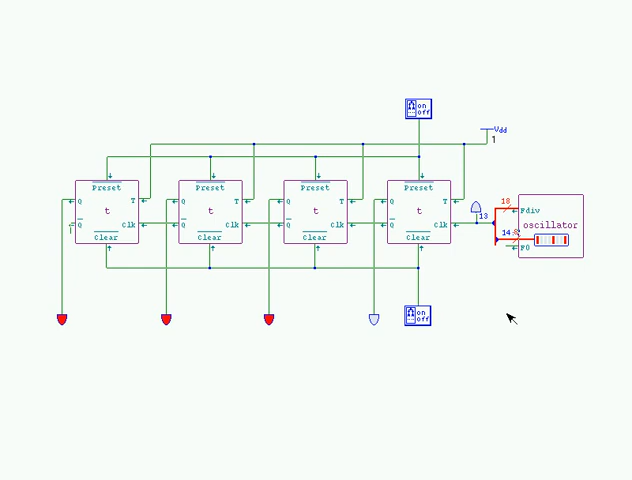 on
off
Vdd
1
Preset
Preset
Preset
Preset
Q
T
Q
T
Q
T
Q
T
t
t
t
t
Q
Clk
Q
Clk
Q
Clk
Q
Clk
Clear
Clear
Clear
Clear
18
Fdiv
13
oscillator
14
F0
on
off